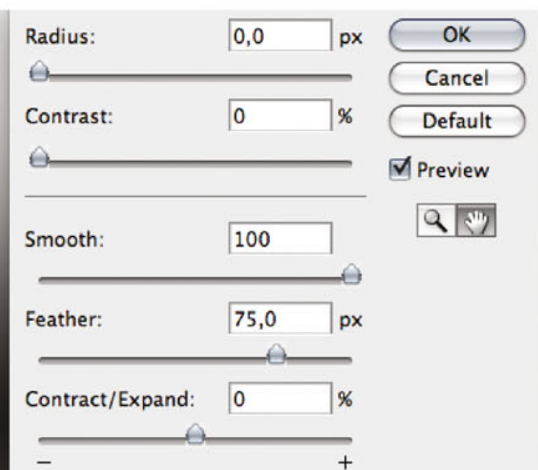 Radius: 0,0 px
OK
Cancel
Contrast: 0 %
Default
Preview
Smooth: 100
Feather: 75,0 px
Contract/Expand: 0 %
− +